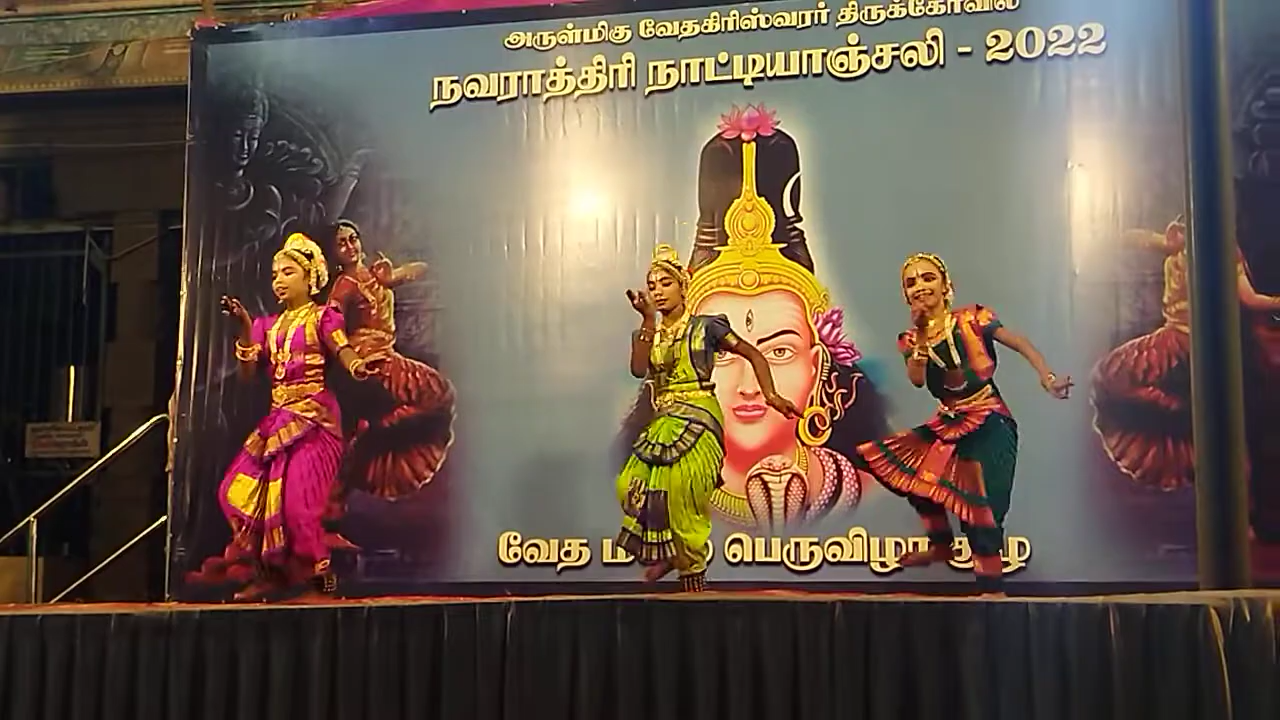 அருள்மிகு வேதகிரிஸ்வரர் திருக்கோவில்
நவராத்திரி நாட்டியாஞ்சலி - 2022
வேத பெருவிழா குழு